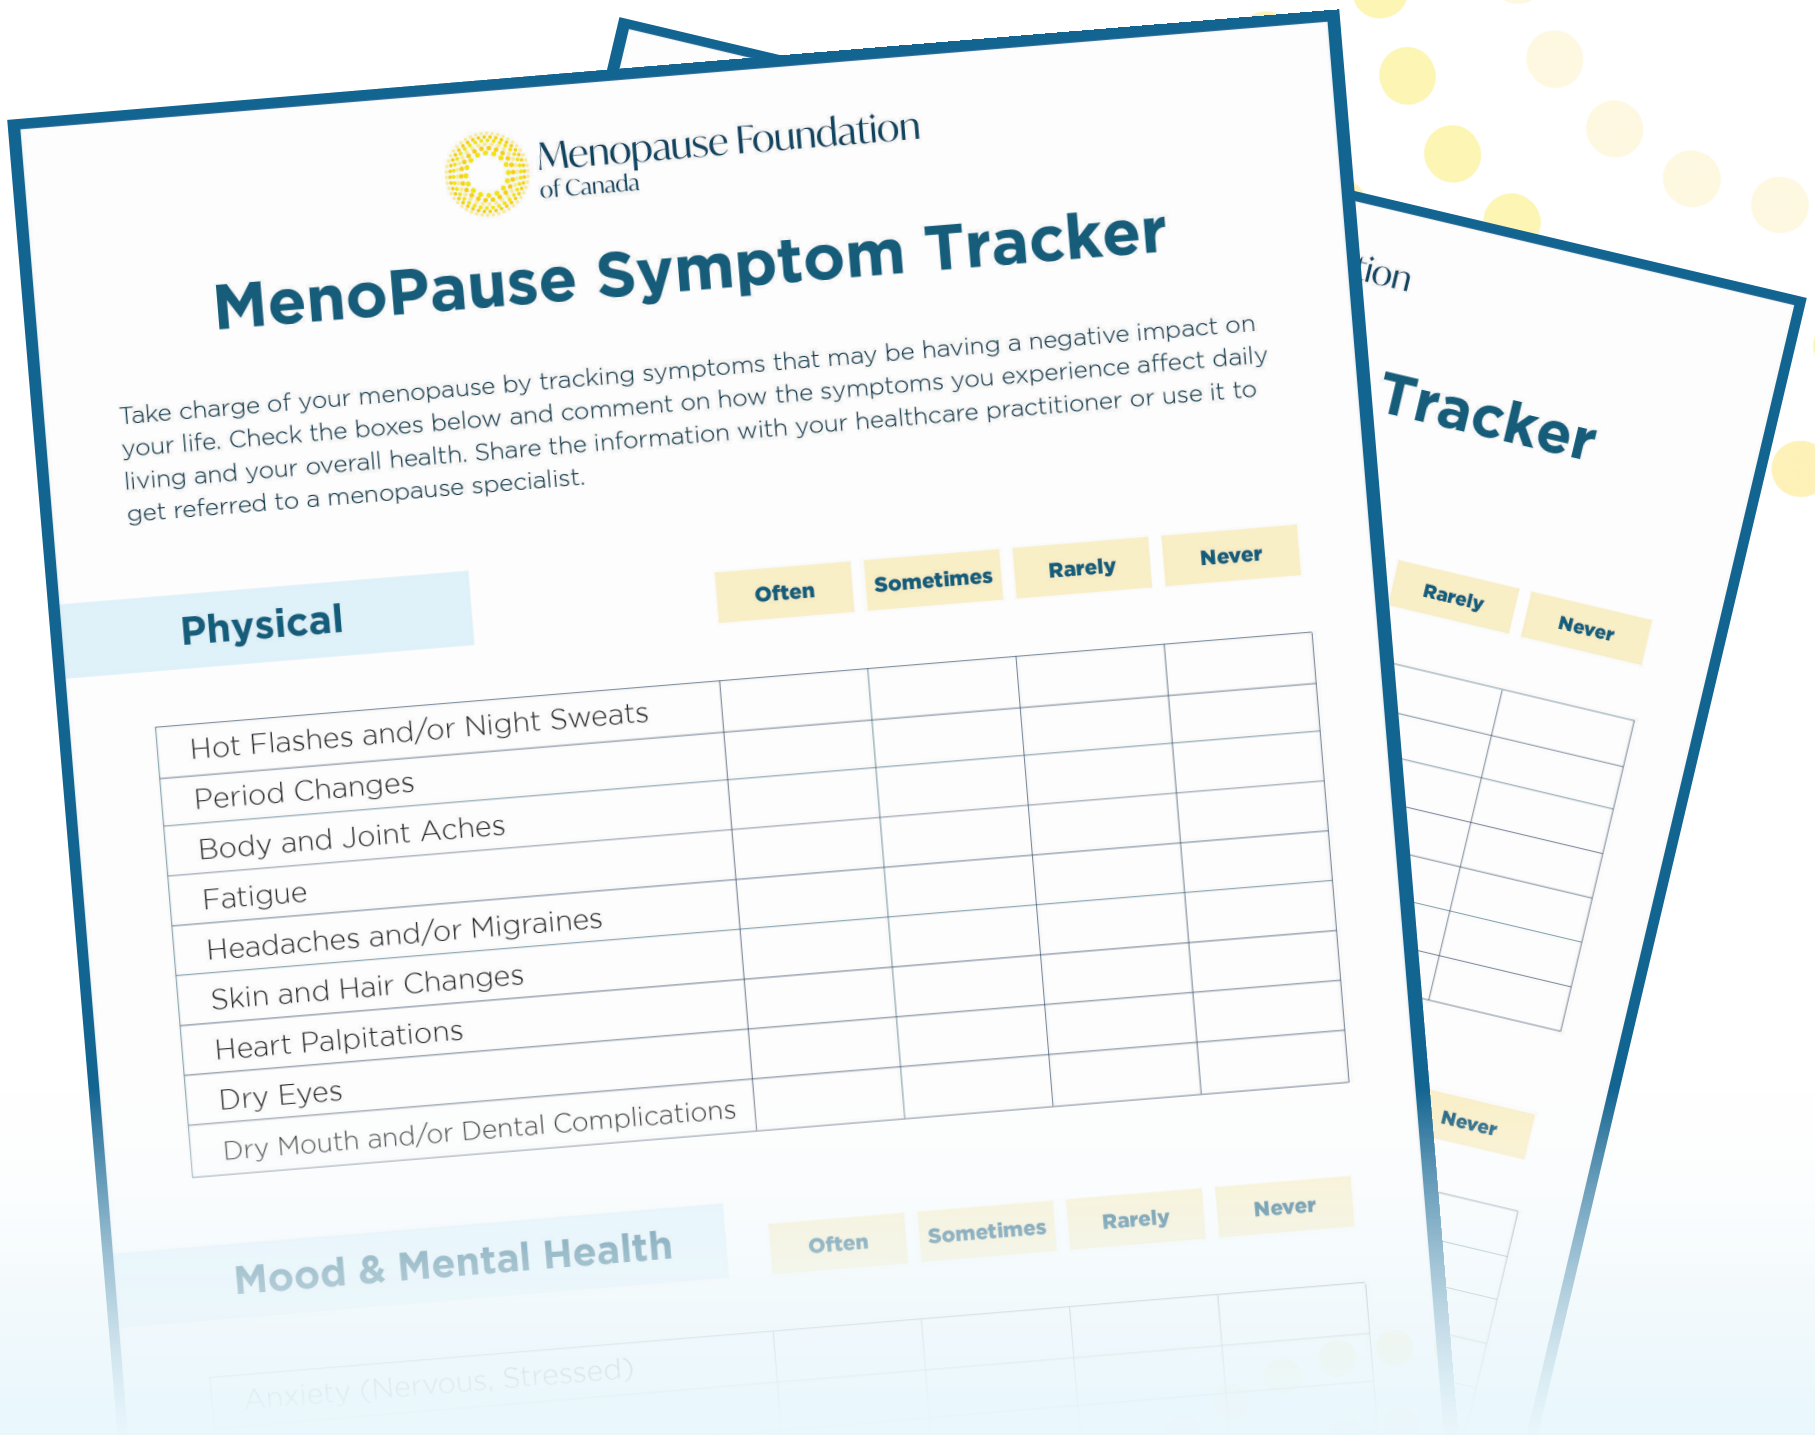 Menopause Foundation
of Canada
MenoPause Symptom Tracker
Take charge of your menopause by tracking symptoms that may be having a negative impact on
your life. Check the boxes below and comment on how the symptoms you experience affect daily
living and your overall health. Share the information with your healthcare practitioner or use it to
get referred to a menopause specialist.
Physical
Often Sometimes Rarely Never
Hot Flashes and/or Night Sweats
Period Changes
Body and Joint Aches
Fatigue
Headaches and/or Migraines
Skin and Hair Changes
Heart Palpitations
Dry Eyes
Dry Mouth and/or Dental Complications
Mood & Mental Health
Often Sometimes Rarely Never
Anxiety (Nervous, Stressed)
tion
Tracker
Rarely Never
Never